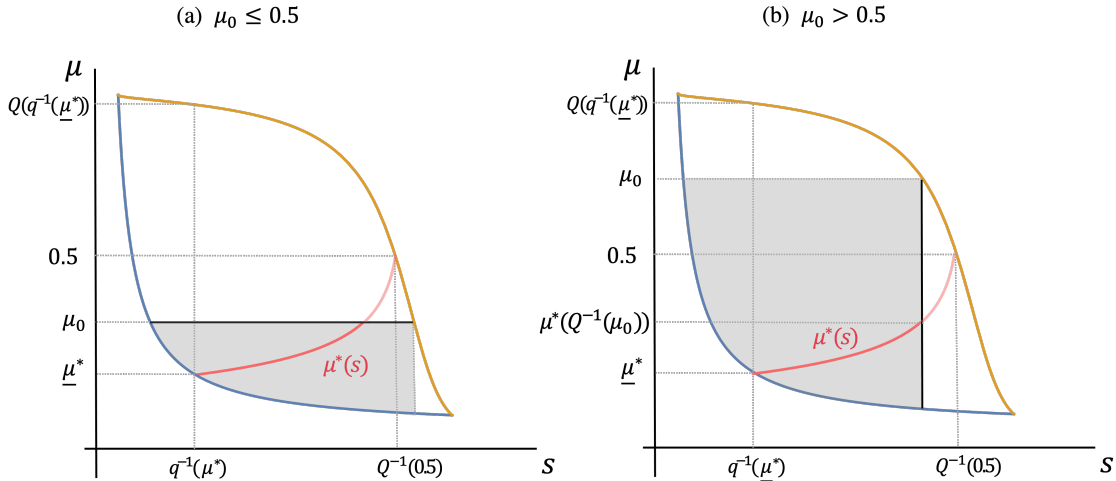 (a) μ₀ ≤ 0.5
μ
Q(q⁻¹(μ̲*))
0.5
μ₀
μ̲*
μ*(s)
q⁻¹(μ*)
Q⁻¹(0.5)
s
(b) μ₀ > 0.5
μ
Q(q⁻¹(μ̲*))
μ₀
0.5
μ*(Q⁻¹(μ₀))
μ̲*
μ*(s)
q⁻¹(μ̲*)
Q⁻¹(0.5)
s